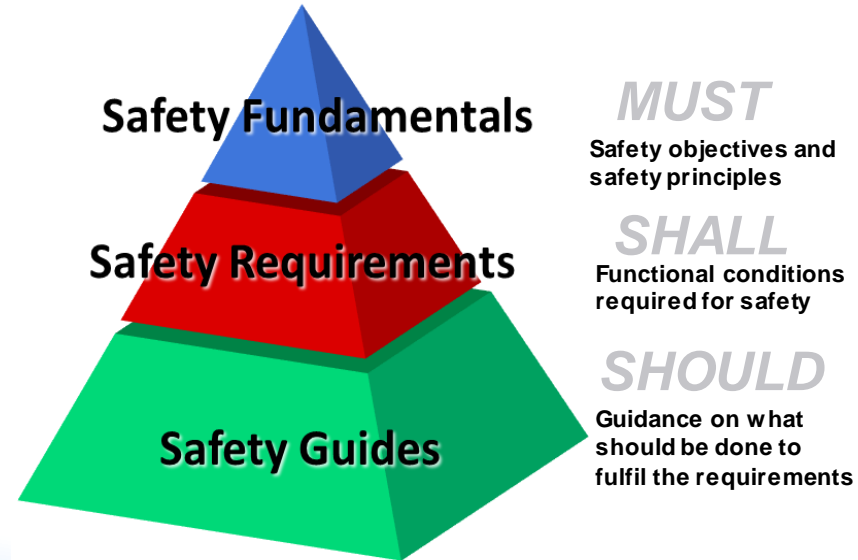 Safety Fundamentals
MUST
Safety objectives and
safety principles
Safety Requirements
SHALL
Functional conditions
required for safety
Safety Guides
SHOULD
Guidance on what
should be done to
fulfil the requirements